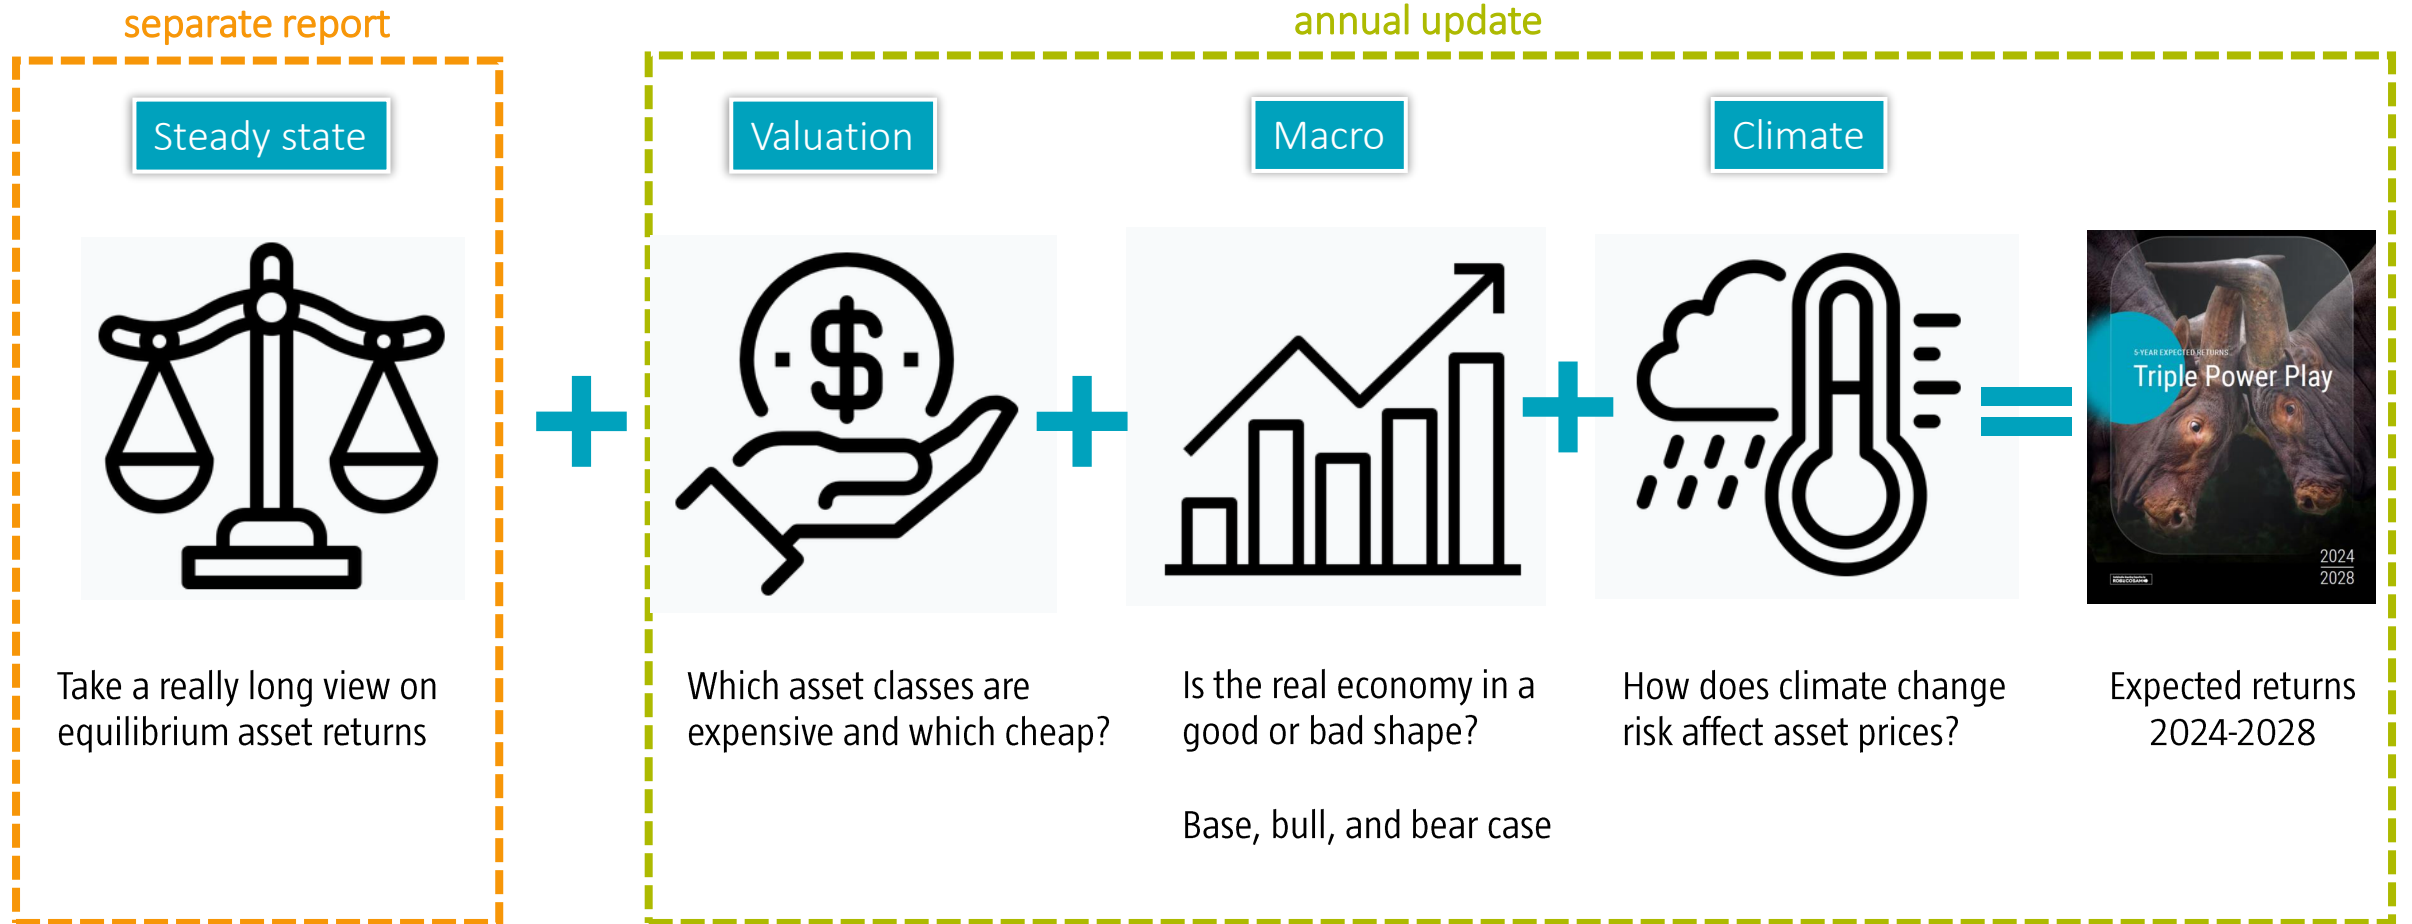 separate report
annual update
Steady state
Valuation
Macro
Climate
5-YEAR EXPECTED RETURNS
Triple Power Play
2024
2028
Take a really long view on
equilibrium asset returns
Which asset classes are
expensive and which cheap?
Is the real economy in a
good or bad shape?
Base, bull, and bear case
How does climate change
risk affect asset prices?
Expected returns
2024-2028